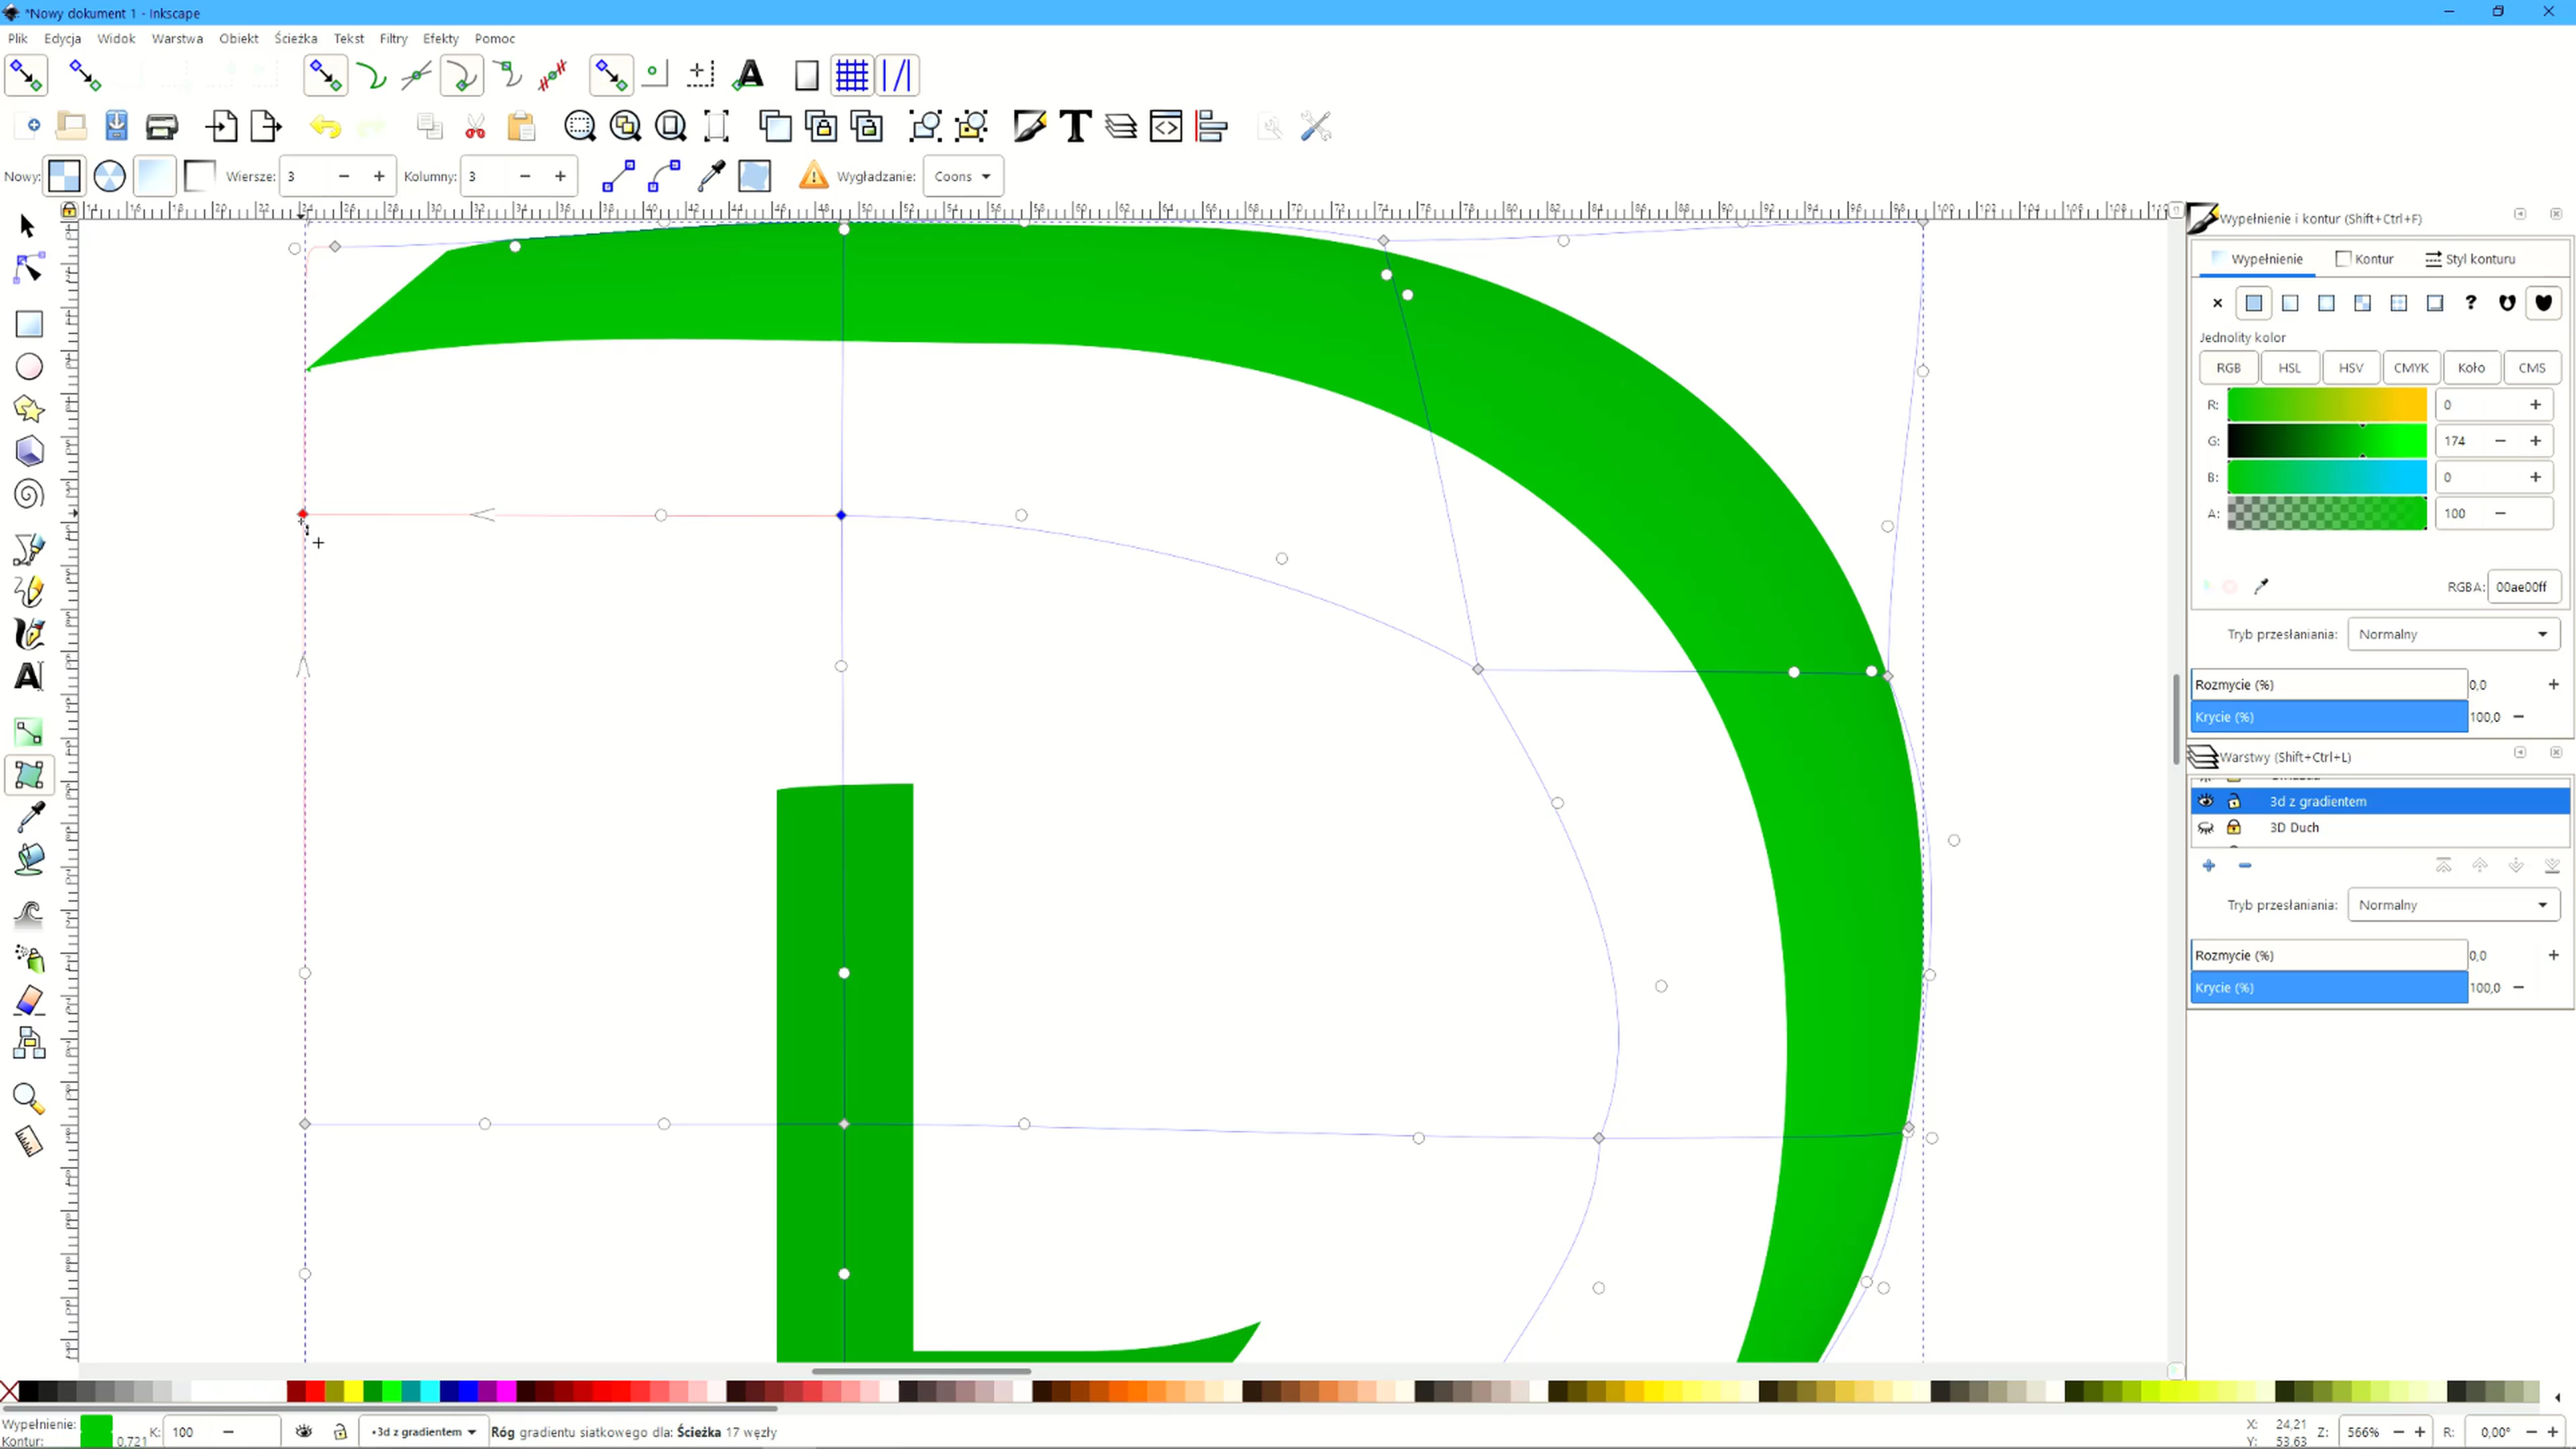 *Nowy dokument 1 - Inkscape
Plik Edycja Widok Warstwa Obiekt Ścieżka Tekst Filtry Efekty Pomoc
Nowy: Wiersze: 3 − + Kolumny: 3 − + Wygładzanie: Coons
Wypełnienie i kontur (Shift+Ctrl+F)
Wypełnienie Kontur Styl konturu
Jednolity kolor
RGB HSL HSV CMYK Koło CMS
R: 0 +
G: 174 − +
B: 0 +
A: 100 −
RGBA: 00ae00ff
Tryb przesłaniania: Normalny
Rozmycie (%) 0,0 +
Krycie (%) 100,0 −
Warstwy (Shift+Ctrl+L)
3d z gradientem
3D Duch
Tryb przesłaniania: Normalny
Rozmycie (%) 0,0 +
Krycie (%) 100,0 −
Wypełnienie:
Kontur: 0,721
K: 100 − •3d z gradientem Róg gradientu siatkowego dla: Ścieżka 17 węzły
X: 24,21
Y: 53,63
Z: 566% − + R: 0,00° − +